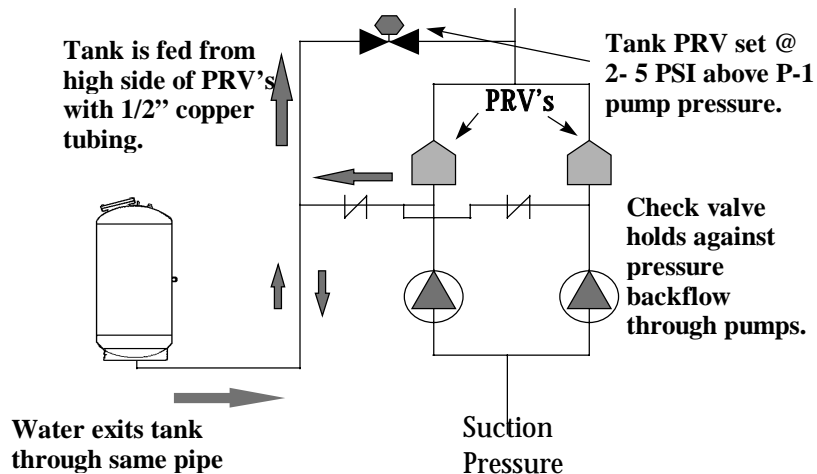 Tank is fed from
high side of PRV's
with 1/2” copper
tubing.
Tank PRV set @
2- 5 PSI above P-1
pump pressure.
PRV's
Check valve
holds against
pressure
backflow
through pumps.
Water exits tank
through same pipe
Suction
Pressure